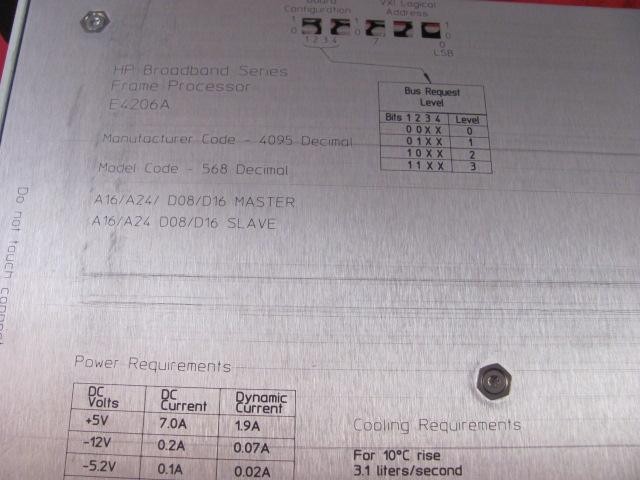 Board
Configuration
VXI Logical
Address
1
0
1 2 3 4
1
0
7
1
0
0
LSB
HP Broadband Series
Frame Processor
E4206A
Bus Request
Level
Bits 1 2 3 4 Level
0 0 X X 0
0 1 X X 1
1 0 X X 2
1 1 X X 3
Manufacturer Code - 4095 Decimal
Model Code - 568 Decimal
A16/A24/ D08/D16 MASTER
A16/A24 D08/D16 SLAVE
Do not touch
Power Requirements
DC Volts DC Current Dynamic Current
+5V 7.0A 1.9A
-12V 0.2A 0.07A
-5.2V 0.1A 0.02A
Cooling Requirements
For 10°C rise
3.1 liters/second